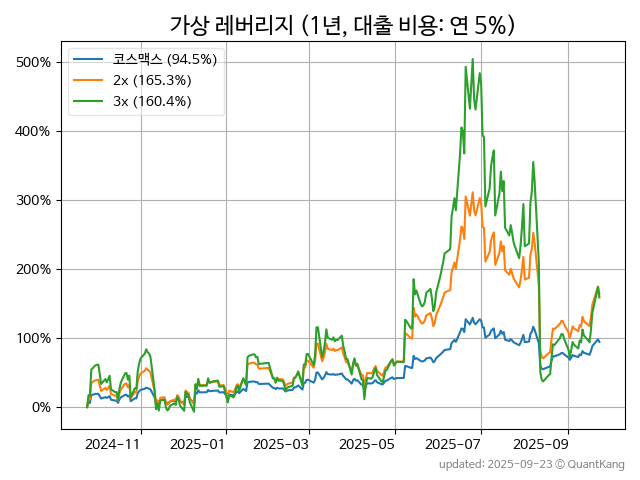 가상 레버리지 (1년, 대출 비용: 연 5%)
코스맥스 (94.5%)
2x (165.3%)
3x (160.4%)
500%
400%
300%
200%
100%
0%
2024-11 2025-01 2025-03 2025-05 2025-07 2025-09
updated: 2025-09-23 ⓒ QuantKang